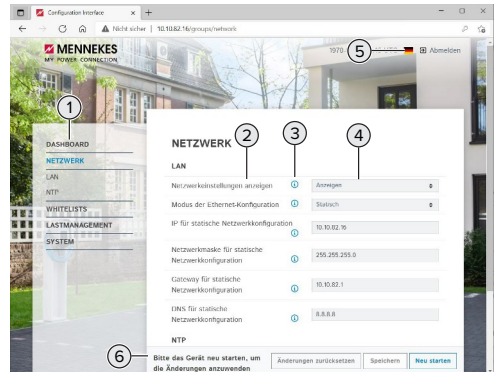 Configuration Interface
Nicht sicher | 10.10.82.16/groups/network
MENNEKES
MY POWER CONNECTION
1970
Abmelden
5
1
2
3
4
DASHBOARD
NETZWERK
LAN
NTP
WHITELISTS
LASTMANAGEMENT
SYSTEM
NETZWERK
LAN
Netzwerkeinstellungen anzeigen
Anzeigen
Modus der Ethernet-Konfiguration
Statisch
IP für statische Netzwerkkonfiguration
10.10.82.16
Netzwerkmaske für statische
Netzwerkkonfiguration
255.255.255.0
Gateway für statische
Netzwerkkonfiguration
10.10.82.1
DNS für statische
Netzwerkkonfiguration
8.8.8.8
NTP
6
Bitte das Gerät neu starten, um
die Änderungen anzuwenden
Änderungen zurücksetzen
Speichern
Neu starten